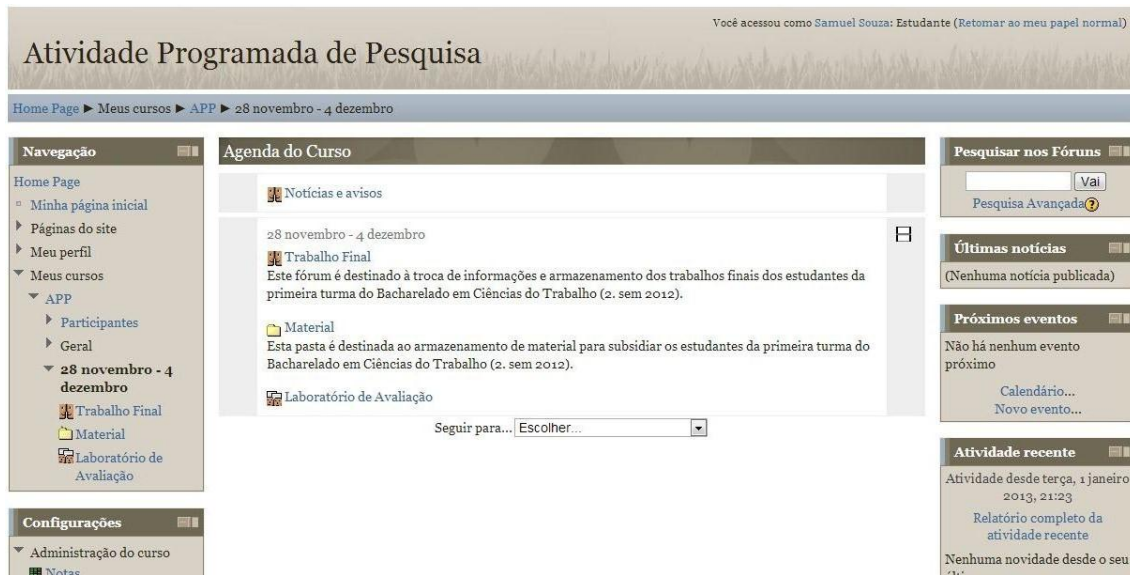 Você acessou como Samuel Souza: Estudante (Retomar ao meu papel normal)
Atividade Programada de Pesquisa
Home Page ► Meus cursos ► APP ► 28 novembro - 4 dezembro
Navegação
Home Page
Minha página inicial
Páginas do site
Meu perfil
Meus cursos
APP
Participantes
Geral
28 novembro - 4
dezembro
Trabalho Final
Material
Laboratório de
Avaliação
Configurações
Administração do curso
Notas
Agenda do Curso
Notícias e avisos
28 novembro - 4 dezembro
Trabalho Final
Este fórum é destinado à troca de informações e armazenamento dos trabalhos finais dos estudantes da
primeira turma do Bacharelado em Ciências do Trabalho (2. sem 2012).
Material
Esta pasta é destinada ao armazenamento de material para subsidiar os estudantes da primeira turma do
Bacharelado em Ciências do Trabalho (2. sem 2012).
Laboratório de Avaliação
Seguir para... Escolher...
Pesquisar nos Fóruns
Vai
Pesquisa Avançada
Últimas notícias
(Nenhuma notícia publicada)
Próximos eventos
Não há nenhum evento
próximo
Calendário...
Novo evento...
Atividade recente
Atividade desde terça, 1 janeiro
2013, 21:23
Relatório completo da
atividade recente
Nenhuma novidade desde o seu